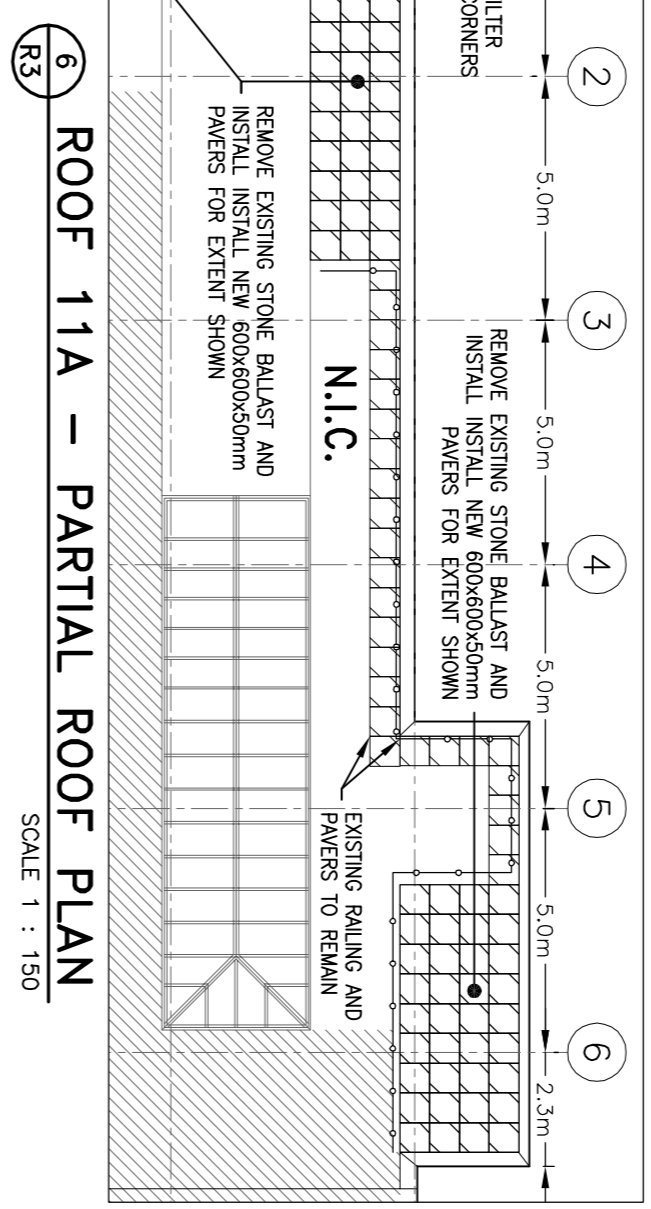 2
3
4
5
6
5.0m
5.0m
5.0m
5.0m
2.3m
ILTER
CORNERS
REMOVE EXISTING STONE BALLAST AND
INSTALL INSTALL NEW 600x600x50mm
PAVERS FOR EXTENT SHOWN
REMOVE EXISTING STONE BALLAST AND
INSTALL INSTALL NEW 600x600x50mm
PAVERS FOR EXTENT SHOWN
N.I.C.
EXISTING RAILING AND
PAVERS TO REMAIN
6
R3
ROOF 11A - PARTIAL ROOF PLAN
SCALE 1 : 150